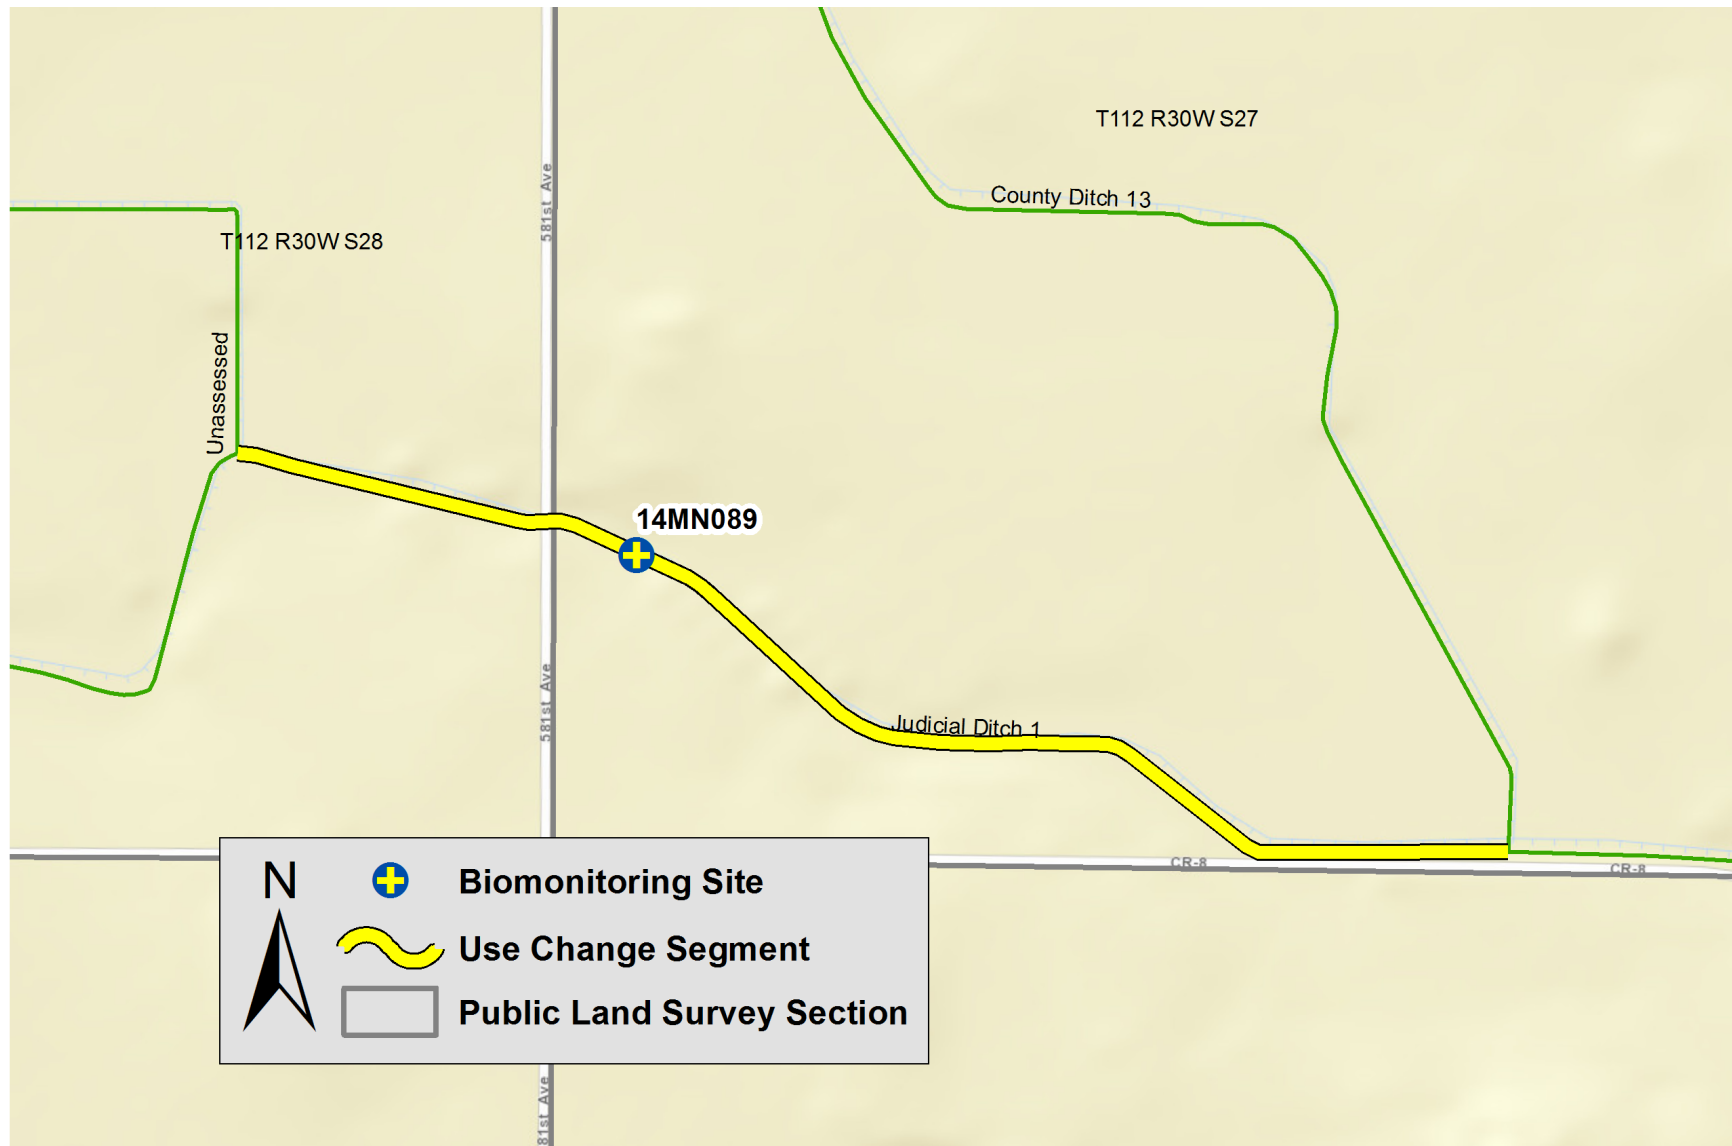 T112 R30W S27
581st Ave
County Ditch 13
T112 R30W S28
Unassessed
14MN089
581st Ave
Judicial Ditch 1
CR-8
CR-8
N
Biomonitoring Site
Use Change Segment
Public Land Survey Section
81st Ave